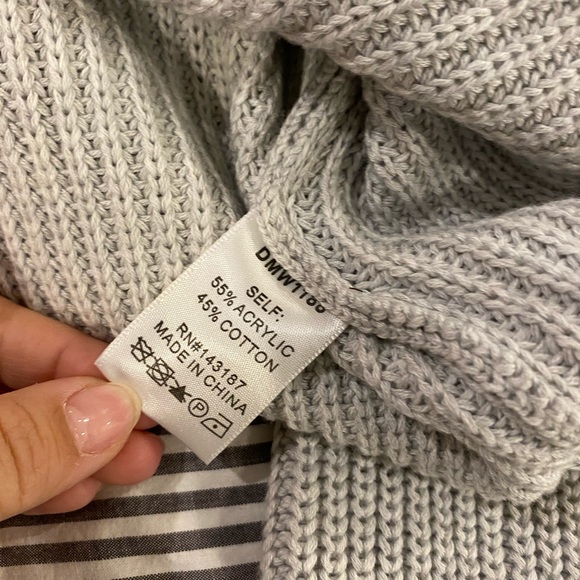 SELF:
55% ACRYLIC
45% COTTON
RN#143187
MADE IN CHINA
P